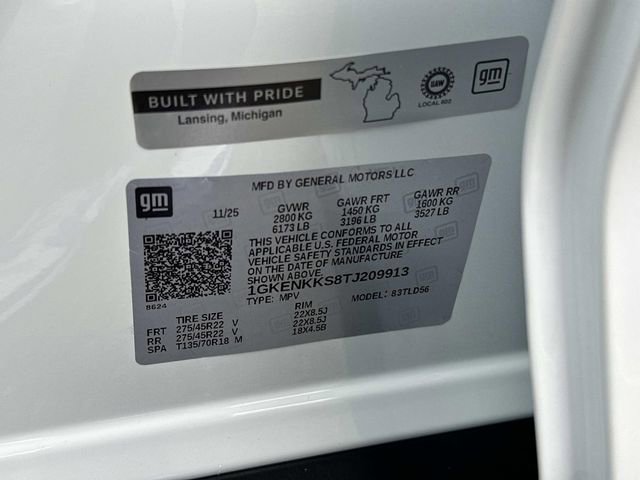 BUILT WITH PRIDE
Lansing, Michigan
UAW
LOCAL 602
gm
gm
MFD BY GENERAL MOTORS LLC
11/25 GVWR GAWR FRT GAWR RR
2800 KG 1450 KG 1600 KG
6173 LB 3196 LB 3527 LB
THIS VEHICLE CONFORMS TO ALL
APPLICABLE U.S. FEDERAL MOTOR
VEHICLE SAFETY STANDARDS IN EFFECT
ON THE DATE OF MANUFACTURE
SHOWN ABOVE.
1GKENKKS8TJ209913
TYPE: MPV MODEL: 83TLD56
8624
TIRE SIZE RIM
FRT 275/45R22 V 22X8.5J
RR 275/45R22 V 22X8.5J
SPA T135/70R18 M 18X4.5B